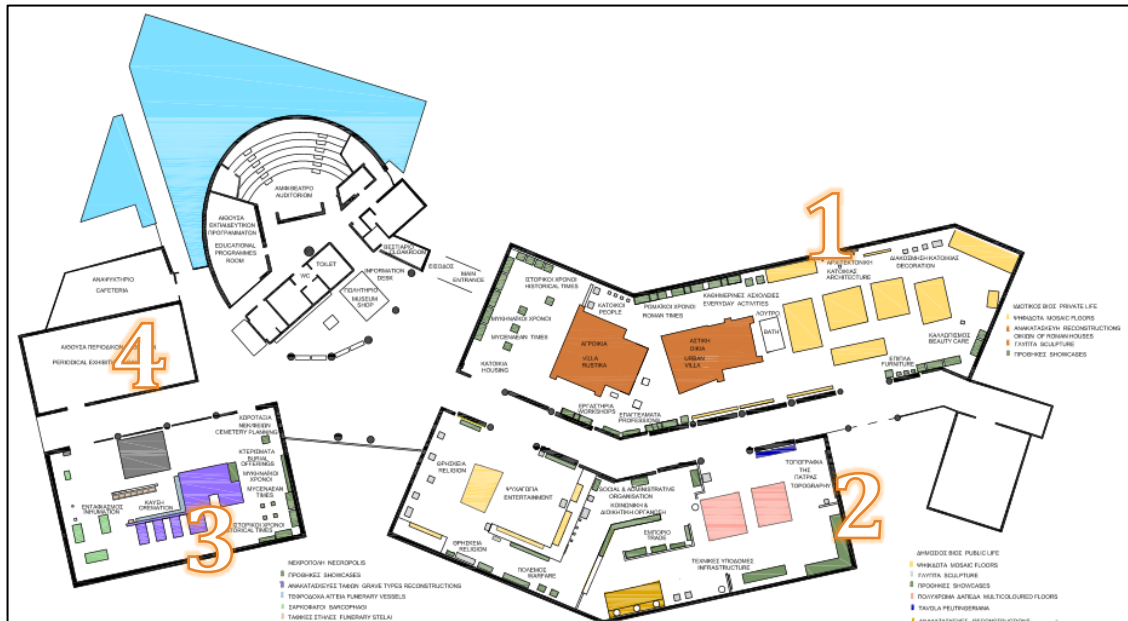 1
ΑΜΦΙΘΕΑΤΡΟ
AUDITORIOM
ΑΙΘΟΥΣΑ
ΕΚΠΑΙΔΕΥΤΙΚΩΝ
ΠΡΟΓΡΑΜΜΑΤΩΝ
EDUCATIONAL
PROGRAMMES
ROOM
TOILET
WC
ΒΕΣΤΙΑΡΙΟ
CLOAKROOM
INFORMATION
DESK
ΕΙΣΟΔΟΣ
MAIN
ENTRANCE
ΠΩΛΗΤΗΡΙΟ
MUSEUM
SHOP
ΑΝΑΨΥΚΤΗΡΙΟ
CAFETERIA
4
ΑΙΘΟΥΣΑ ΠΕΡΙΟΔΙΚΩΝ
PERIODICAL
ΙΣΤΟΡΙΚΟΙ ΧΡΟΝΟΙ
HISTORICAL TIMES
ΜΥΚΗΝΑΪΚΟΙ ΧΡΟΝΟΙ
MYCENAEAN TIMES
ΚΑΤΟΙΚΙΑ
HOUSING
ΚΑΤΟΙΚΟΙ
PEOPLE
ΡΩΜΑΪΚΟΙ ΧΡΟΝΟΙ
ROMAN TIMES
ΚΑΘΗΜΕΡΙΝΕΣ ΑΣΧΟΛΙΕΣ
EVERYDAY ACTIVITIES
ΛΟΥΤΡΟ
BATH
ΑΡΧΙΤΕΚΤΟΝΙΚΗ
ΚΑΤΟΙΚΙΑΣ
ARCHITECTURE
ΔΙΑΚΟΣΜΗΣΗ ΚΑΤΟΙΚΙΑΣ
DECORATION
ΑΓΡΟΙΚΙΑ
VILLA
RUSTIKA
ΑΣΤΙΚΗ
ΟΙΚΙΑ
URBAN
VILLA
ΚΑΛΛΩΠΙΣΜΟΣ
BEAUTY CARE
ΕΠΙΠΛΑ
FURNITURE
ΕΡΓΑΣΤΗΡΙΑ
WORKSHOPS
ΕΠΑΓΓΕΛΜΑΤΑ
PROFESSIONS
ΙΔΙΩΤΙΚΟΣ ΒΙΟΣ PRIVATE LIFE
ΨΗΦΙΔΩΤΑ MOSAIC FLOORS
ΑΝΑΚΑΤΑΣΚΕΥΗ RECONSTRUCTIONS
ΟΙΚΙΩΝ OF ROMAN HOUSES
ΓΛΥΠΤΑ SCULPTURE
ΠΡΟΘΗΚΕΣ SHOWCASES
ΧΩΡΟΤΑΞΙΑ
ΝΕΚΡΟΤΑΦΕΙΩΝ
CEMETERY PLANNING
ΚΤΕΡΙΣΜΑΤΑ
BURIAL
OFFERINGS
ΜΥΚΗΝΑΪΚΟΙ
ΧΡΟΝΟΙ
MYCENAEAN
TIMES
ΕΝΤΑΦΙΑΣΜΟΣ
INHUMATION
ΚΑΥΣΗ
CREMATION
3
ΙΣΤΟΡΙΚΟΙ ΧΡΟΝΟΙ
ΘΡΗΣΚΕΙΑ
RELIGION
ΨΥΧΑΓΩΓΙΑ
ENTERTAINMENT
ΘΡΗΣΚΕΙΑ
RELIGION
ΠΟΛΕΜΟΣ
WARFARE
SOCIAL & ADMINISTRATIVE
ORGANISATION
ΚΟΙΝΩΝΙΚΗ &
ΔΙΟΙΚΗΤΙΚΗ ΟΡΓΑΝΩΣΗ
ΕΜΠΟΡΙΟ
TRADE
ΤΕΧΝΙΚΕΣ ΥΠΟΔΟΜΕΣ
INFRASTRUCTURE
ΤΟΠΟΓΡΑΦΙΑ
ΤΗΣ
ΠΑΤΡΑΣ
TOPOGRAPHY
2
ΝΕΚΡΟΠΟΛΗ NECROPOLIS
ΠΡΟΘΗΚΕΣ SHOWCASES
ΑΝΑΚΑΤΑΣΚΕΥΕΣ ΤΑΦΩΝ GRAVE TYPES RECONSTRUCTIONS
ΤΕΦΡΟΔΟΧΑ ΑΓΓΕΙΑ FUNERARY VESSELS
ΣΑΡΚΟΦΑΓΟΙ SARCOPHAGI
ΤΑΦΙΚΕΣ ΣΤΗΛΕΣ FUNERARY STELAI
ΔΗΜΟΣΙΟΣ ΒΙΟΣ PUBLIC LIFE
ΨΗΦΙΔΩΤΑ MOSAIC FLOORS
ΓΛΥΠΤΑ SCULPTURE
ΠΡΟΘΗΚΕΣ SHOWCASES
ΠΟΛΥΧΡΩΜΑ ΔΑΠΕΔΑ MULTICOLOURED FLOORS
TAVOLA PEUTINGERIANA